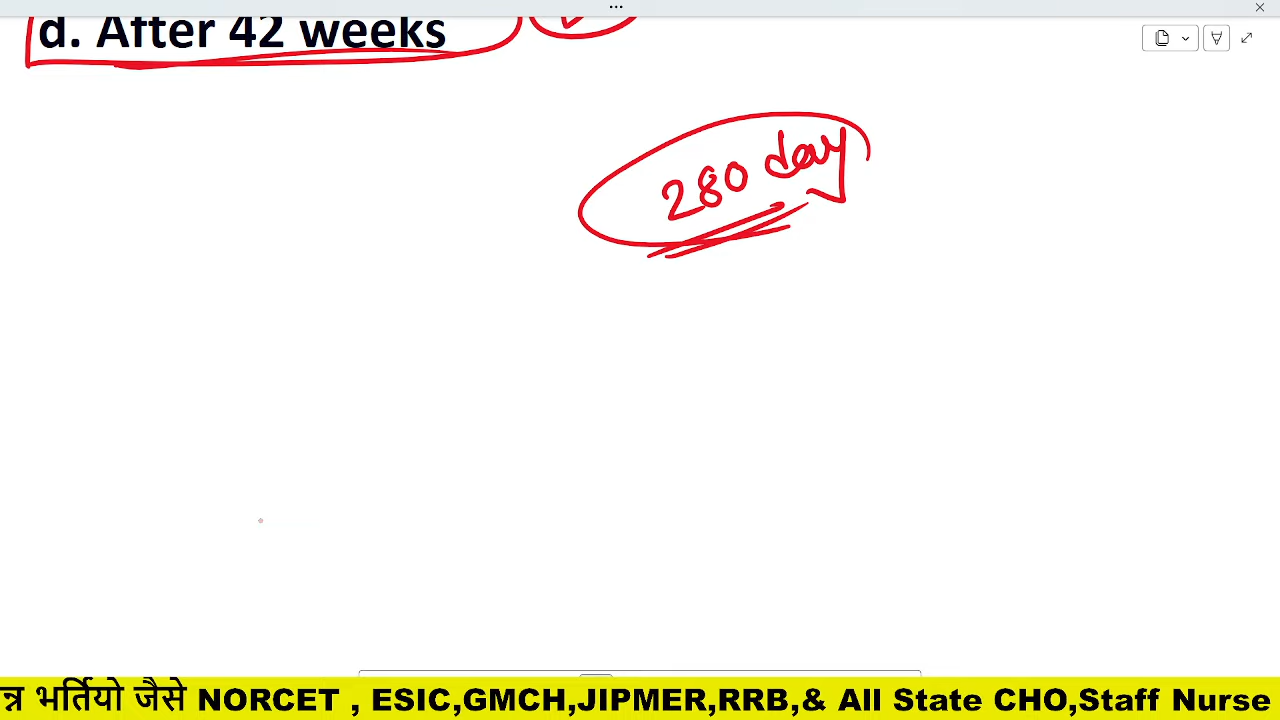 d. After 42 weeks
280 day
न्न भर्तियो जैसे NORCET , ESIC,GMCH,JIPMER,RRB,& All State CHO,Staff Nurse